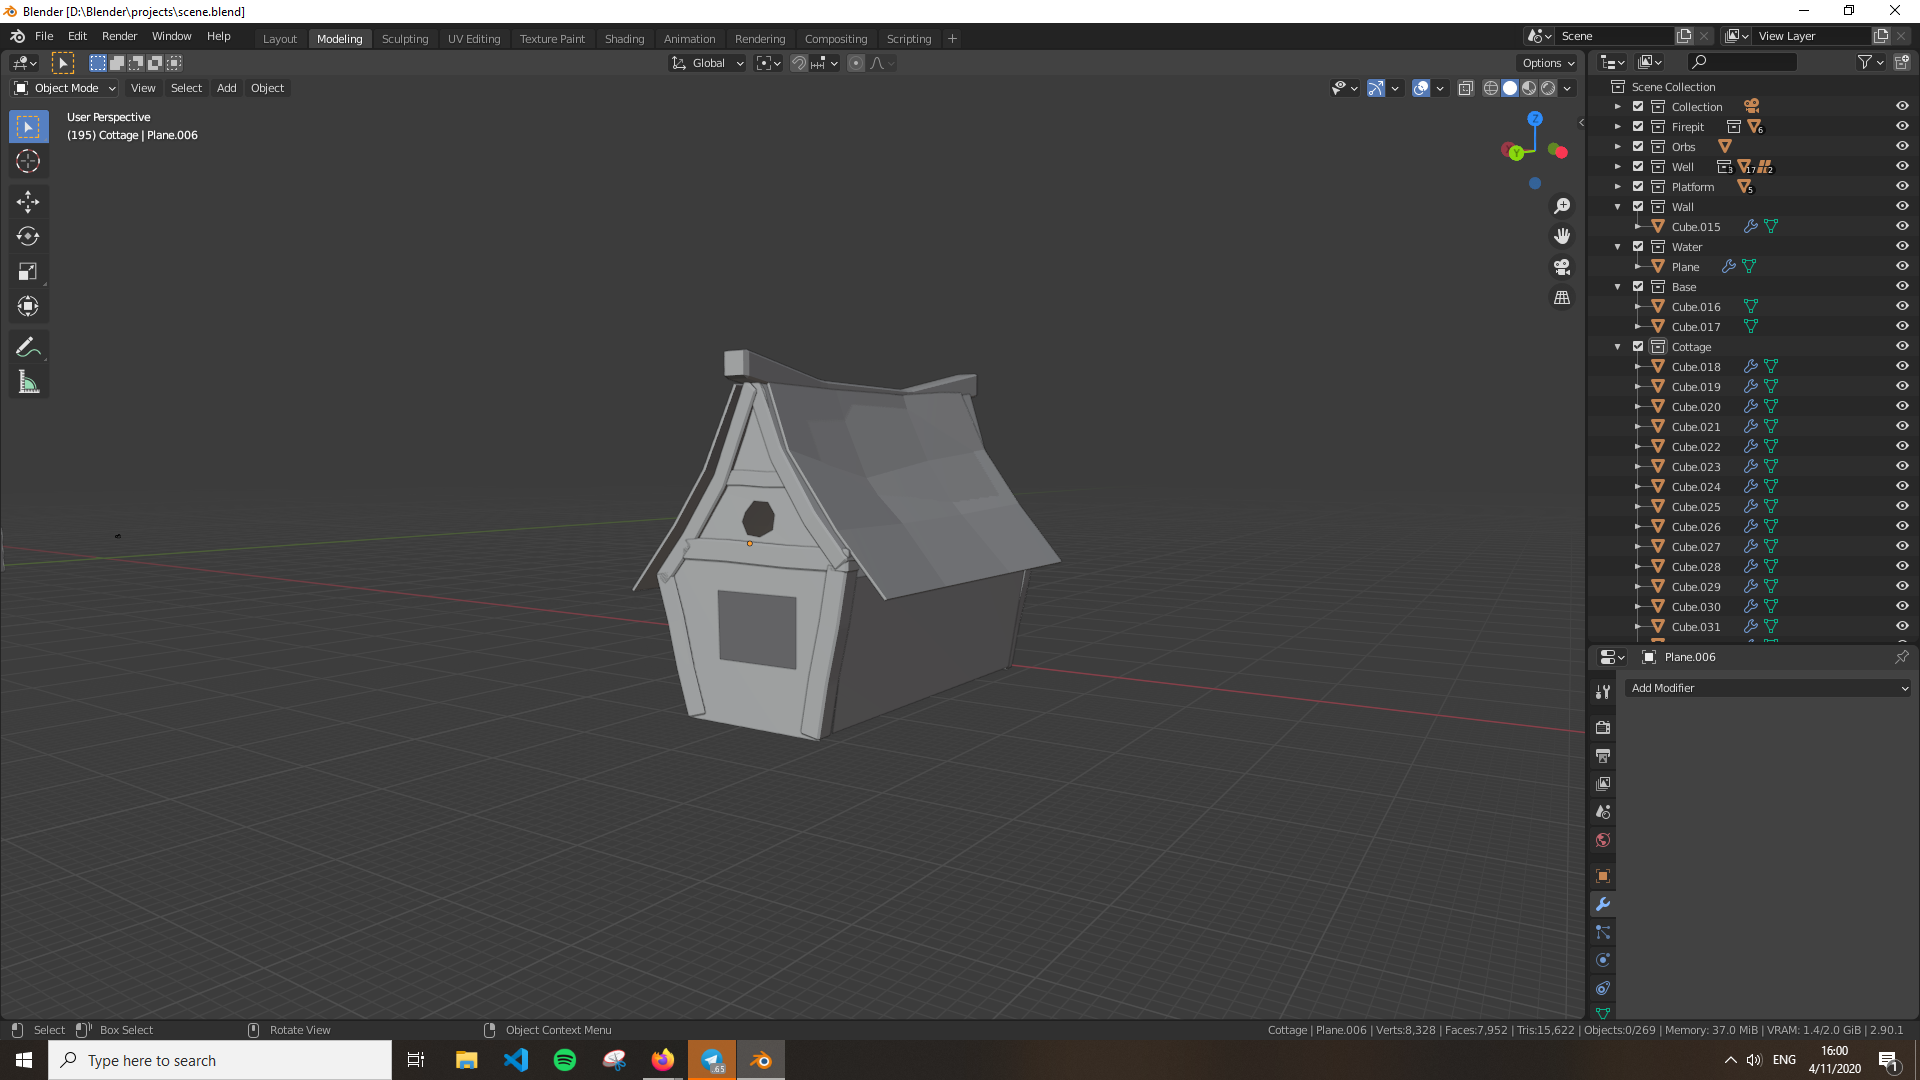 Blender [D:\Blender\projects\scene.blend]
File Edit Render Window Help Layout Modeling Sculpting UV Editing Texture Paint Shading Animation Rendering Compositing Scripting + Scene View Layer
Global Options
Object Mode View Select Add Object
User Perspective
(195) Cottage | Plane.006
Z
Y
Scene Collection
Collection
Firepit 6
Orbs
Well 3 17 2
Platform 5
Wall
Cube.015
Water
Plane
Base
Cube.016
Cube.017
Cottage
Cube.018
Cube.019
Cube.020
Cube.021
Cube.022
Cube.023
Cube.024
Cube.025
Cube.026
Cube.027
Cube.028
Cube.029
Cube.030
Cube.031
Plane.006
Add Modifier
Select Box Select Rotate View Object Context Menu Cottage | Plane.006 | Verts:8,328 | Faces:7,952 | Tris:15,622 | Objects:0/269 | Memory: 37.0 MiB | VRAM: 1.4/2.0 GiB | 2.90.1
Type here to search
.65
ENG
16:00
4/11/2020
1